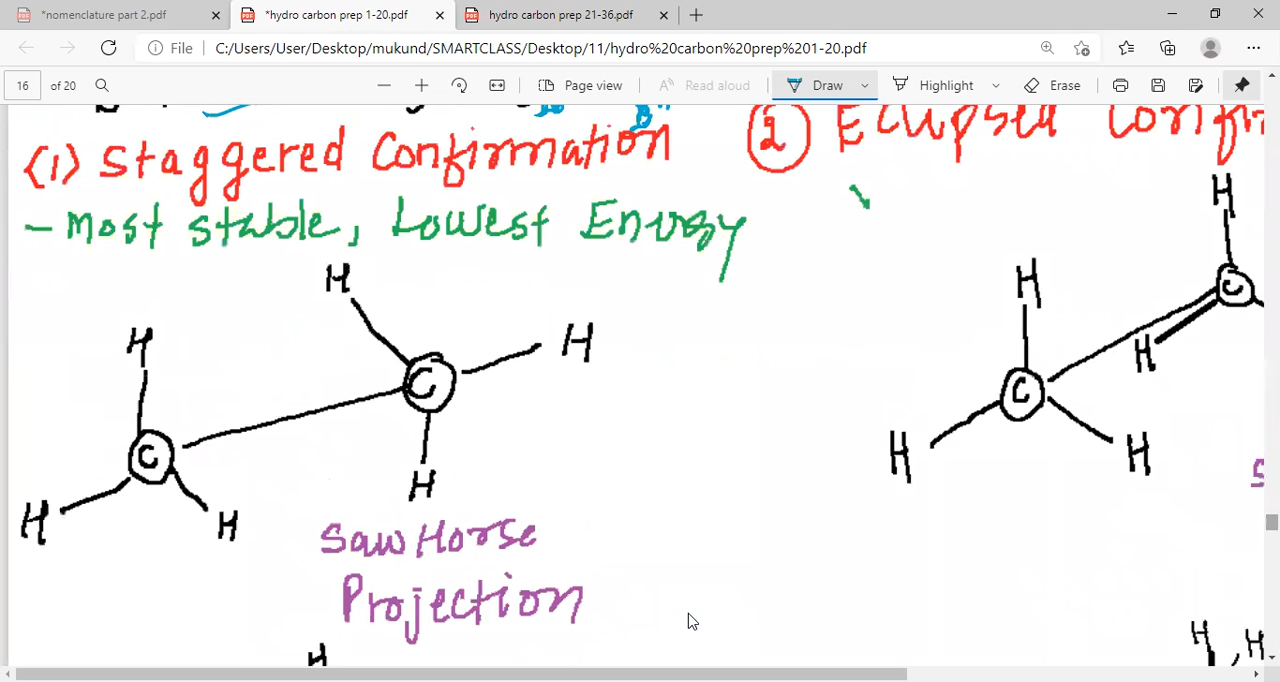 *nomenclature part 2.pdf
*hydro carbon prep 1-20.pdf
hydro carbon prep 21-36.pdf
File
C:/Users/User/Desktop/mukund/SMARTCLASS/Desktop/11/hydro%20carbon%20prep%201-20.pdf
16 of 20
Page view
Read aloud
Draw
Highlight
Erase
(1) Staggered Confirmation
2 Eclipsed Confir
- Most stable, Lowest Energy
H
H
H
H
H
C
C
C
C
H
H
H
H
H
H
H
Saw Horse
S
Projection
H
H, H